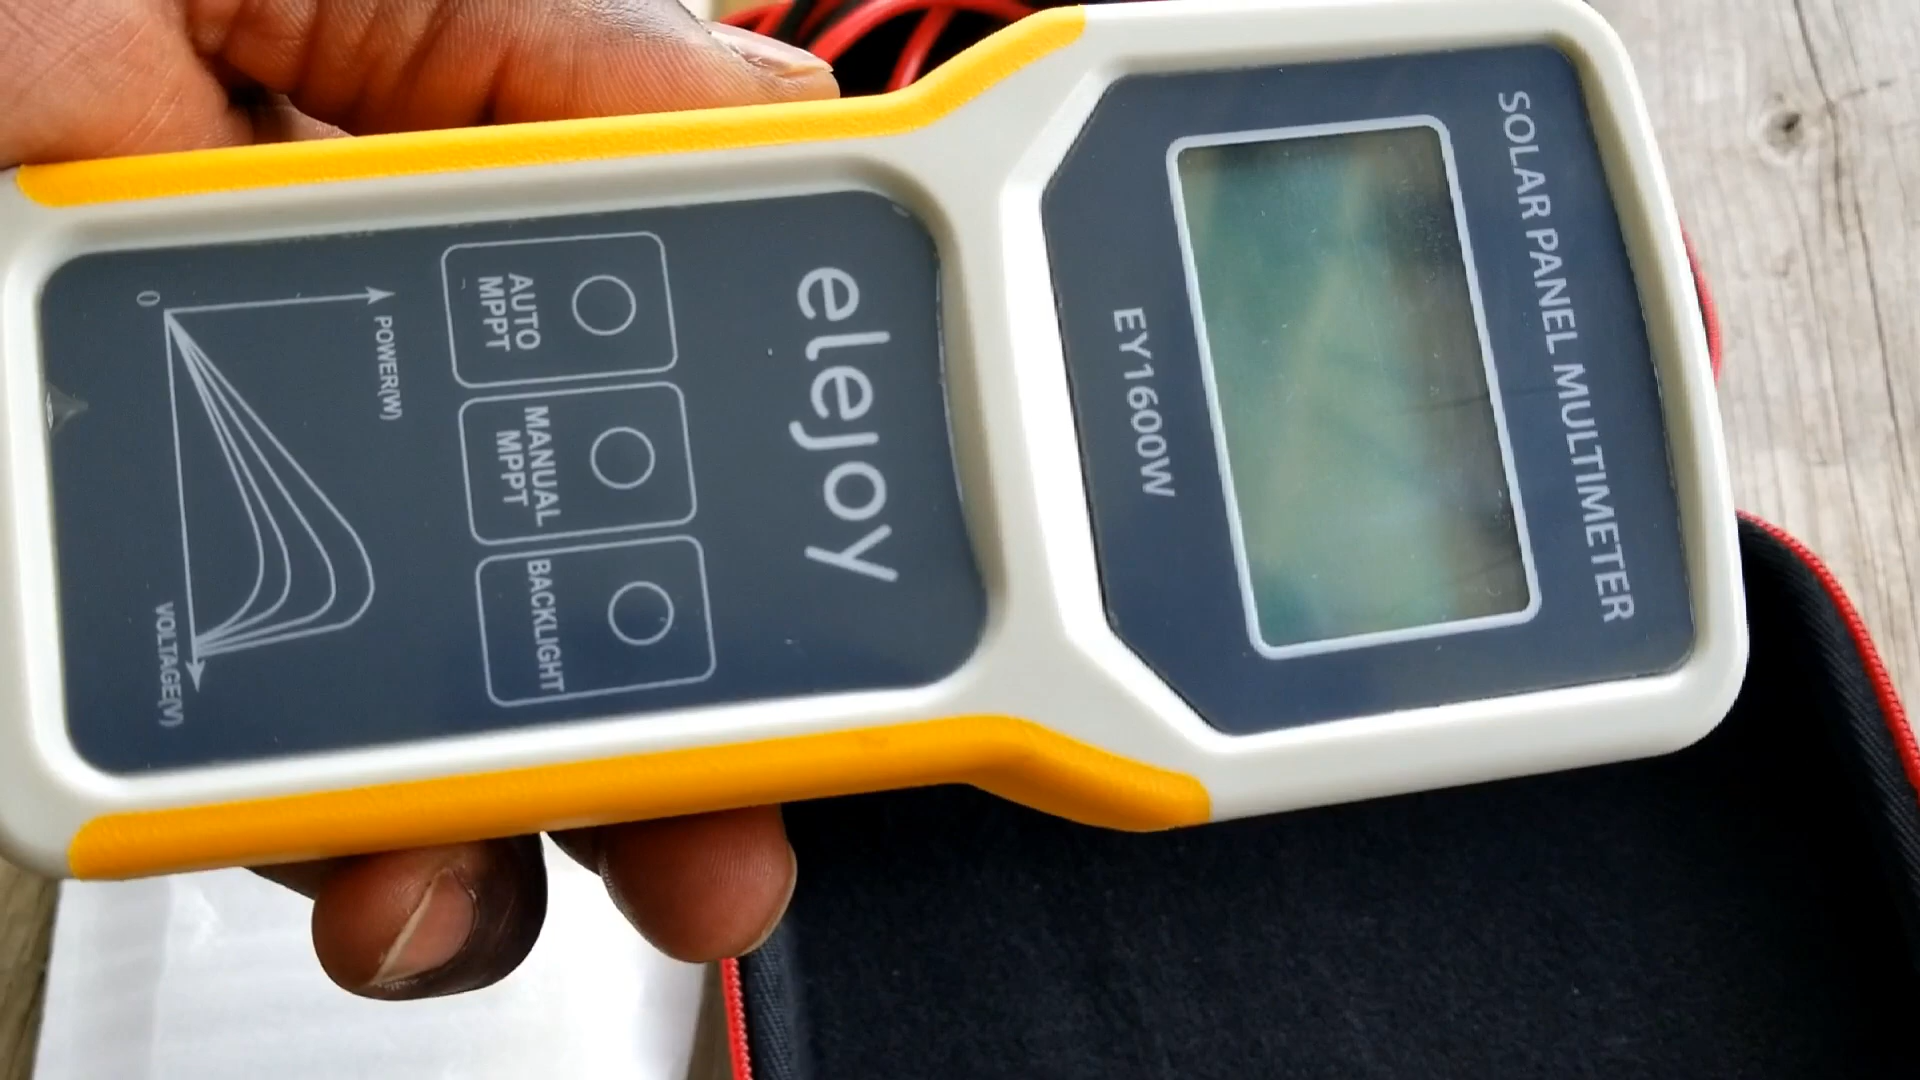 SOLAR PANEL MULTIMETER
EY1600W
elejoy
AUTO
MPPT
MANUAL
MPPT
BACKLIGHT
POWER(W)
0
VOLTAGE(V)